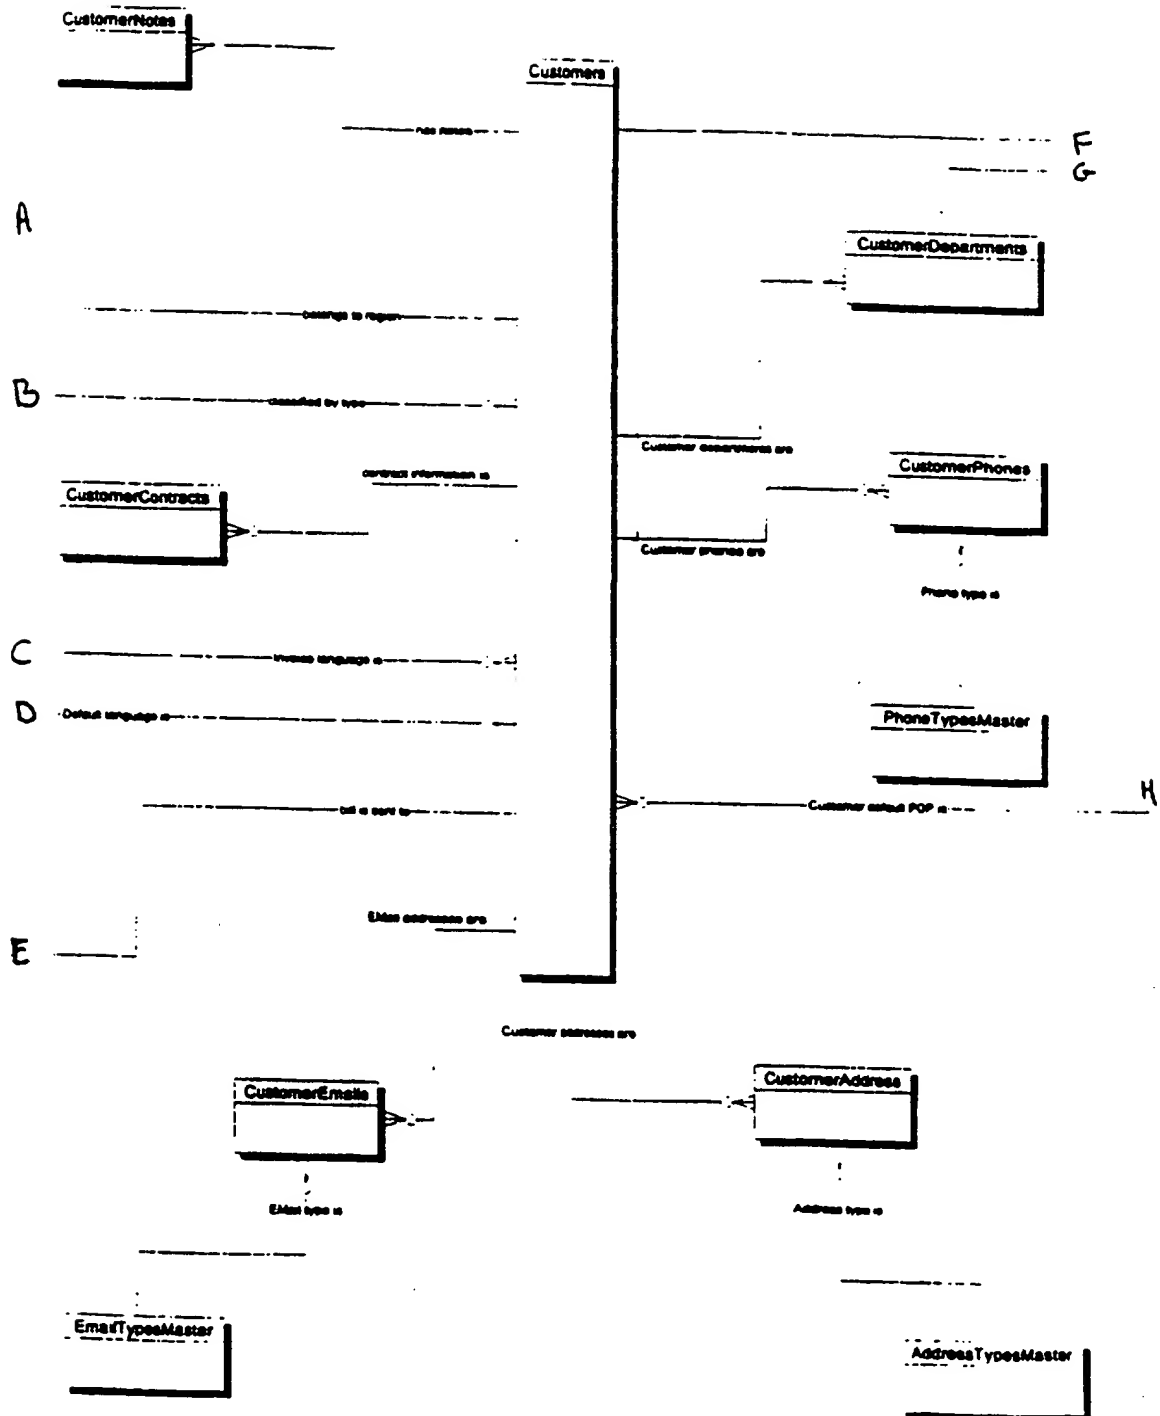 CustomerNotes
Customers
has notes
F
G
A
CustomerDepartments
belongs to region
B
classified by type
Customer departments are
CustomerPhones
contract information is
CustomerContracts
Customer phones are
Phone type is
C
Invoice language is
D
Default language is
PhoneTypesMaster
H
bill is sent to
Customer default POP is
EMail addresses are
E
Customer addresses are
CustomerEmails
CustomerAddress
EMail type is
Address type is
EmailTypesMaster
AddressTypesMaster